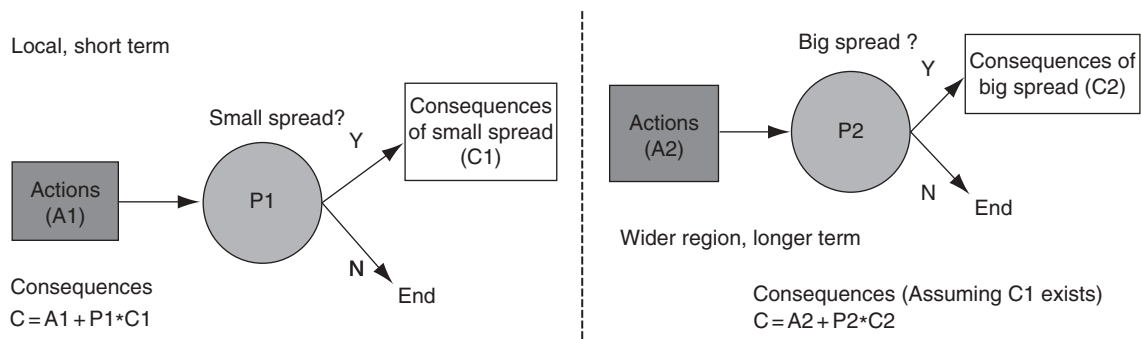 Local, short term
Small spread?
Y
Consequences
of small spread
(C1)
Actions
(A1)
P1
N
End
Consequences
C=A1+P1*C1
Big spread ?
Y
Consequences of
big spread (C2)
Actions
(A2)
P2
N
End
Wider region, longer term
Consequences (Assuming C1 exists)
C=A2+P2*C2